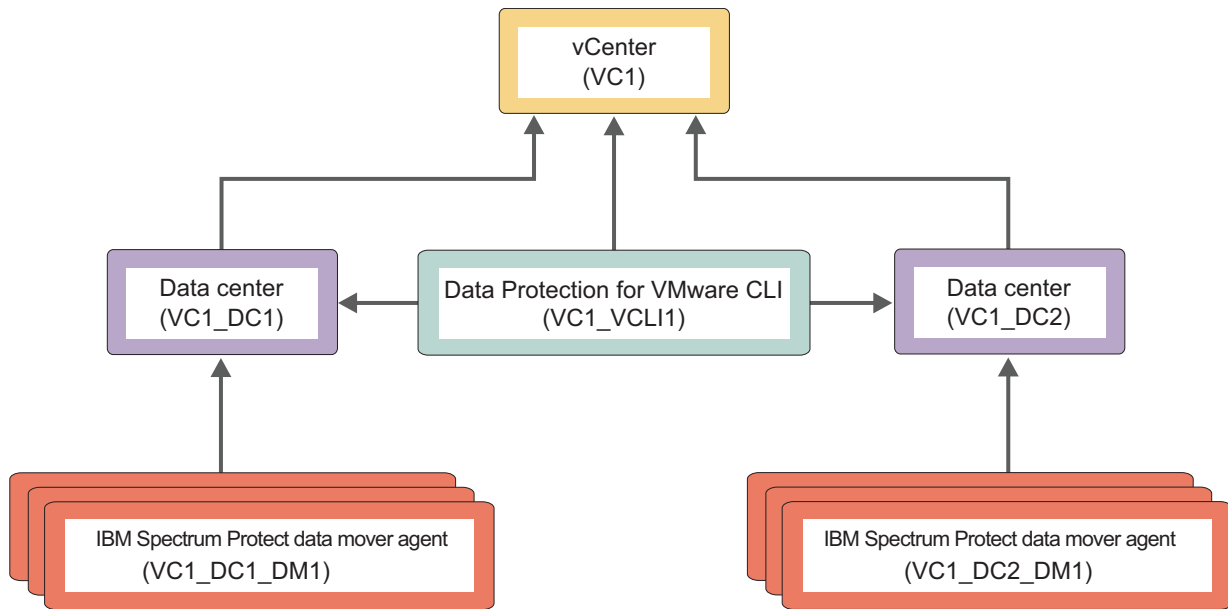 vCenter
(VC1)
Data center
(VC1_DC1)
Data Protection for VMware CLI
(VC1_VCLI1)
Data center
(VC1_DC2)
IBM Spectrum Protect data mover agent
(VC1_DC1_DM1)
IBM Spectrum Protect data mover agent
(VC1_DC2_DM1)